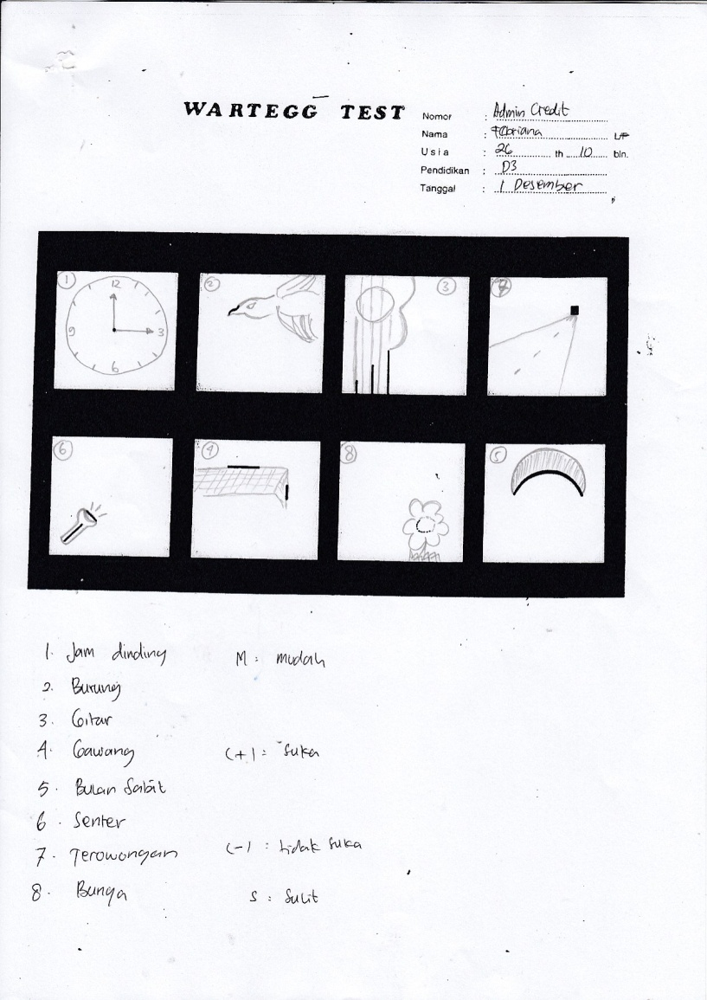 WARTEGG TEST
Nomor : Admin Credit
Nama : Febriana L/P
Usia : 26 th 10 bln.
Pendidikan : D3
Tanggal : 1 Desember
1 2 3 7
12
3
6
9
6 4 8 5
1. Jam dinding M : mudah
2. Burung
3. Gitar
4. Gawang (+) : suka
5. Bulan Sabit
6. Senter
7. Terowongan (-) : tidak suka
8. Bunga S : Sulit